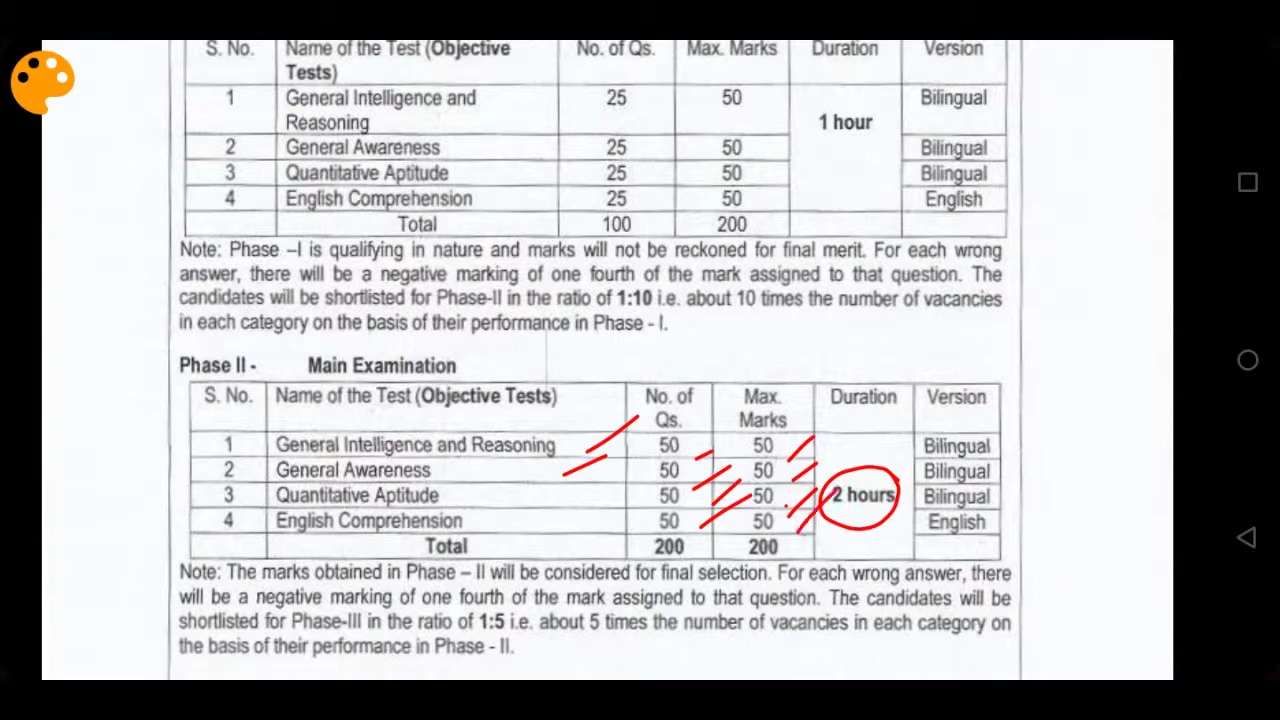 S. No. Name of the Test (Objective Tests) No. of Qs. Max. Marks Duration Version
1 General Intelligence and Reasoning 25 50 1 hour Bilingual
2 General Awareness 25 50 Bilingual
3 Quantitative Aptitude 25 50 Bilingual
4 English Comprehension 25 50 English
Total 100 200
Note: Phase –I is qualifying in nature and marks will not be reckoned for final merit. For each wrong
answer, there will be a negative marking of one fourth of the mark assigned to that question. The
candidates will be shortlisted for Phase-II in the ratio of 1:10 i.e. about 10 times the number of vacancies
in each category on the basis of their performance in Phase - I.
Phase II - Main Examination
S. No. Name of the Test (Objective Tests) No. of Qs. Max. Marks Duration Version
1 General Intelligence and Reasoning 50 50 2 hours Bilingual
2 General Awareness 50 50 Bilingual
3 Quantitative Aptitude 50 50 Bilingual
4 English Comprehension 50 50 English
Total 200 200
Note: The marks obtained in Phase – II will be considered for final selection. For each wrong answer, there
will be a negative marking of one fourth of the mark assigned to that question. The candidates will be
shortlisted for Phase-III in the ratio of 1:5 i.e. about 5 times the number of vacancies in each category on
the basis of their performance in Phase - II.